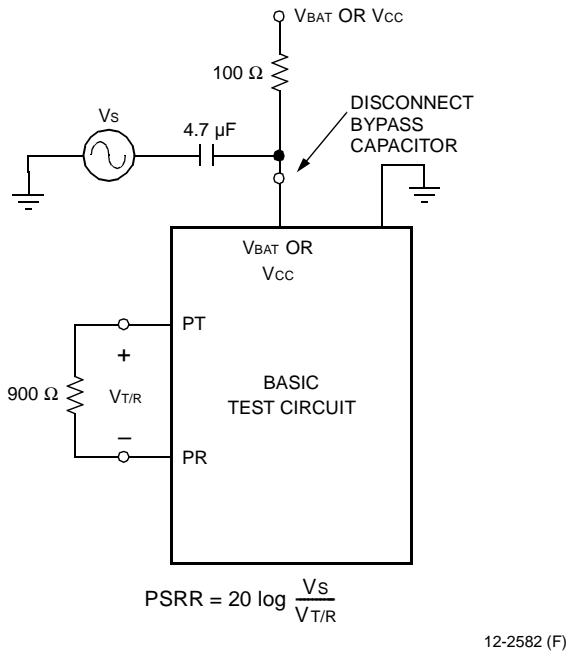 VBAT OR VCC
100 Ω
VS
4.7 µF
DISCONNECT
BYPASS
CAPACITOR
VBAT OR
VCC
PT
+
900 Ω
VT/R
BASIC
TEST CIRCUIT
–
PR
PSRR = 20 log VS / VT/R
12-2582 (F)